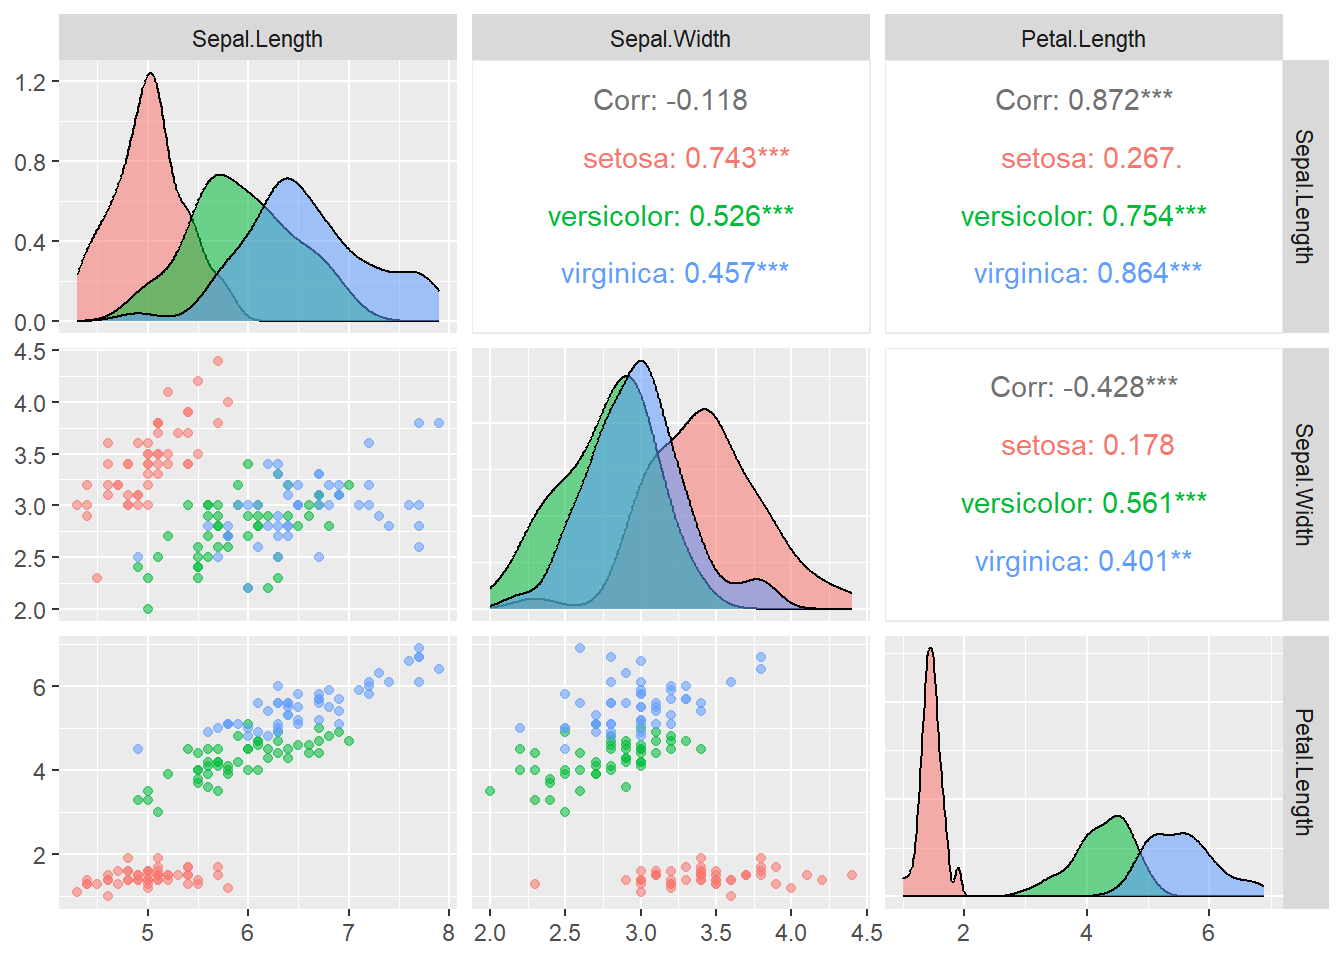 Sepal.Length
Sepal.Width
Petal.Length
1.2
0.8
0.4
0.0
Corr: -0.118
setosa: 0.743***
versicolor: 0.526***
virginica: 0.457***
Corr: 0.872***
setosa: 0.267.
versicolor: 0.754***
virginica: 0.864***
Sepal.Length
4.5
4.0
3.5
3.0
2.5
2.0
Corr: -0.428***
setosa: 0.178
versicolor: 0.561***
virginica: 0.401**
Sepal.Width
6
4
2
Petal.Length
5 6 7 8
2.0 2.5 3.0 3.5 4.0 4.5
2 4 6